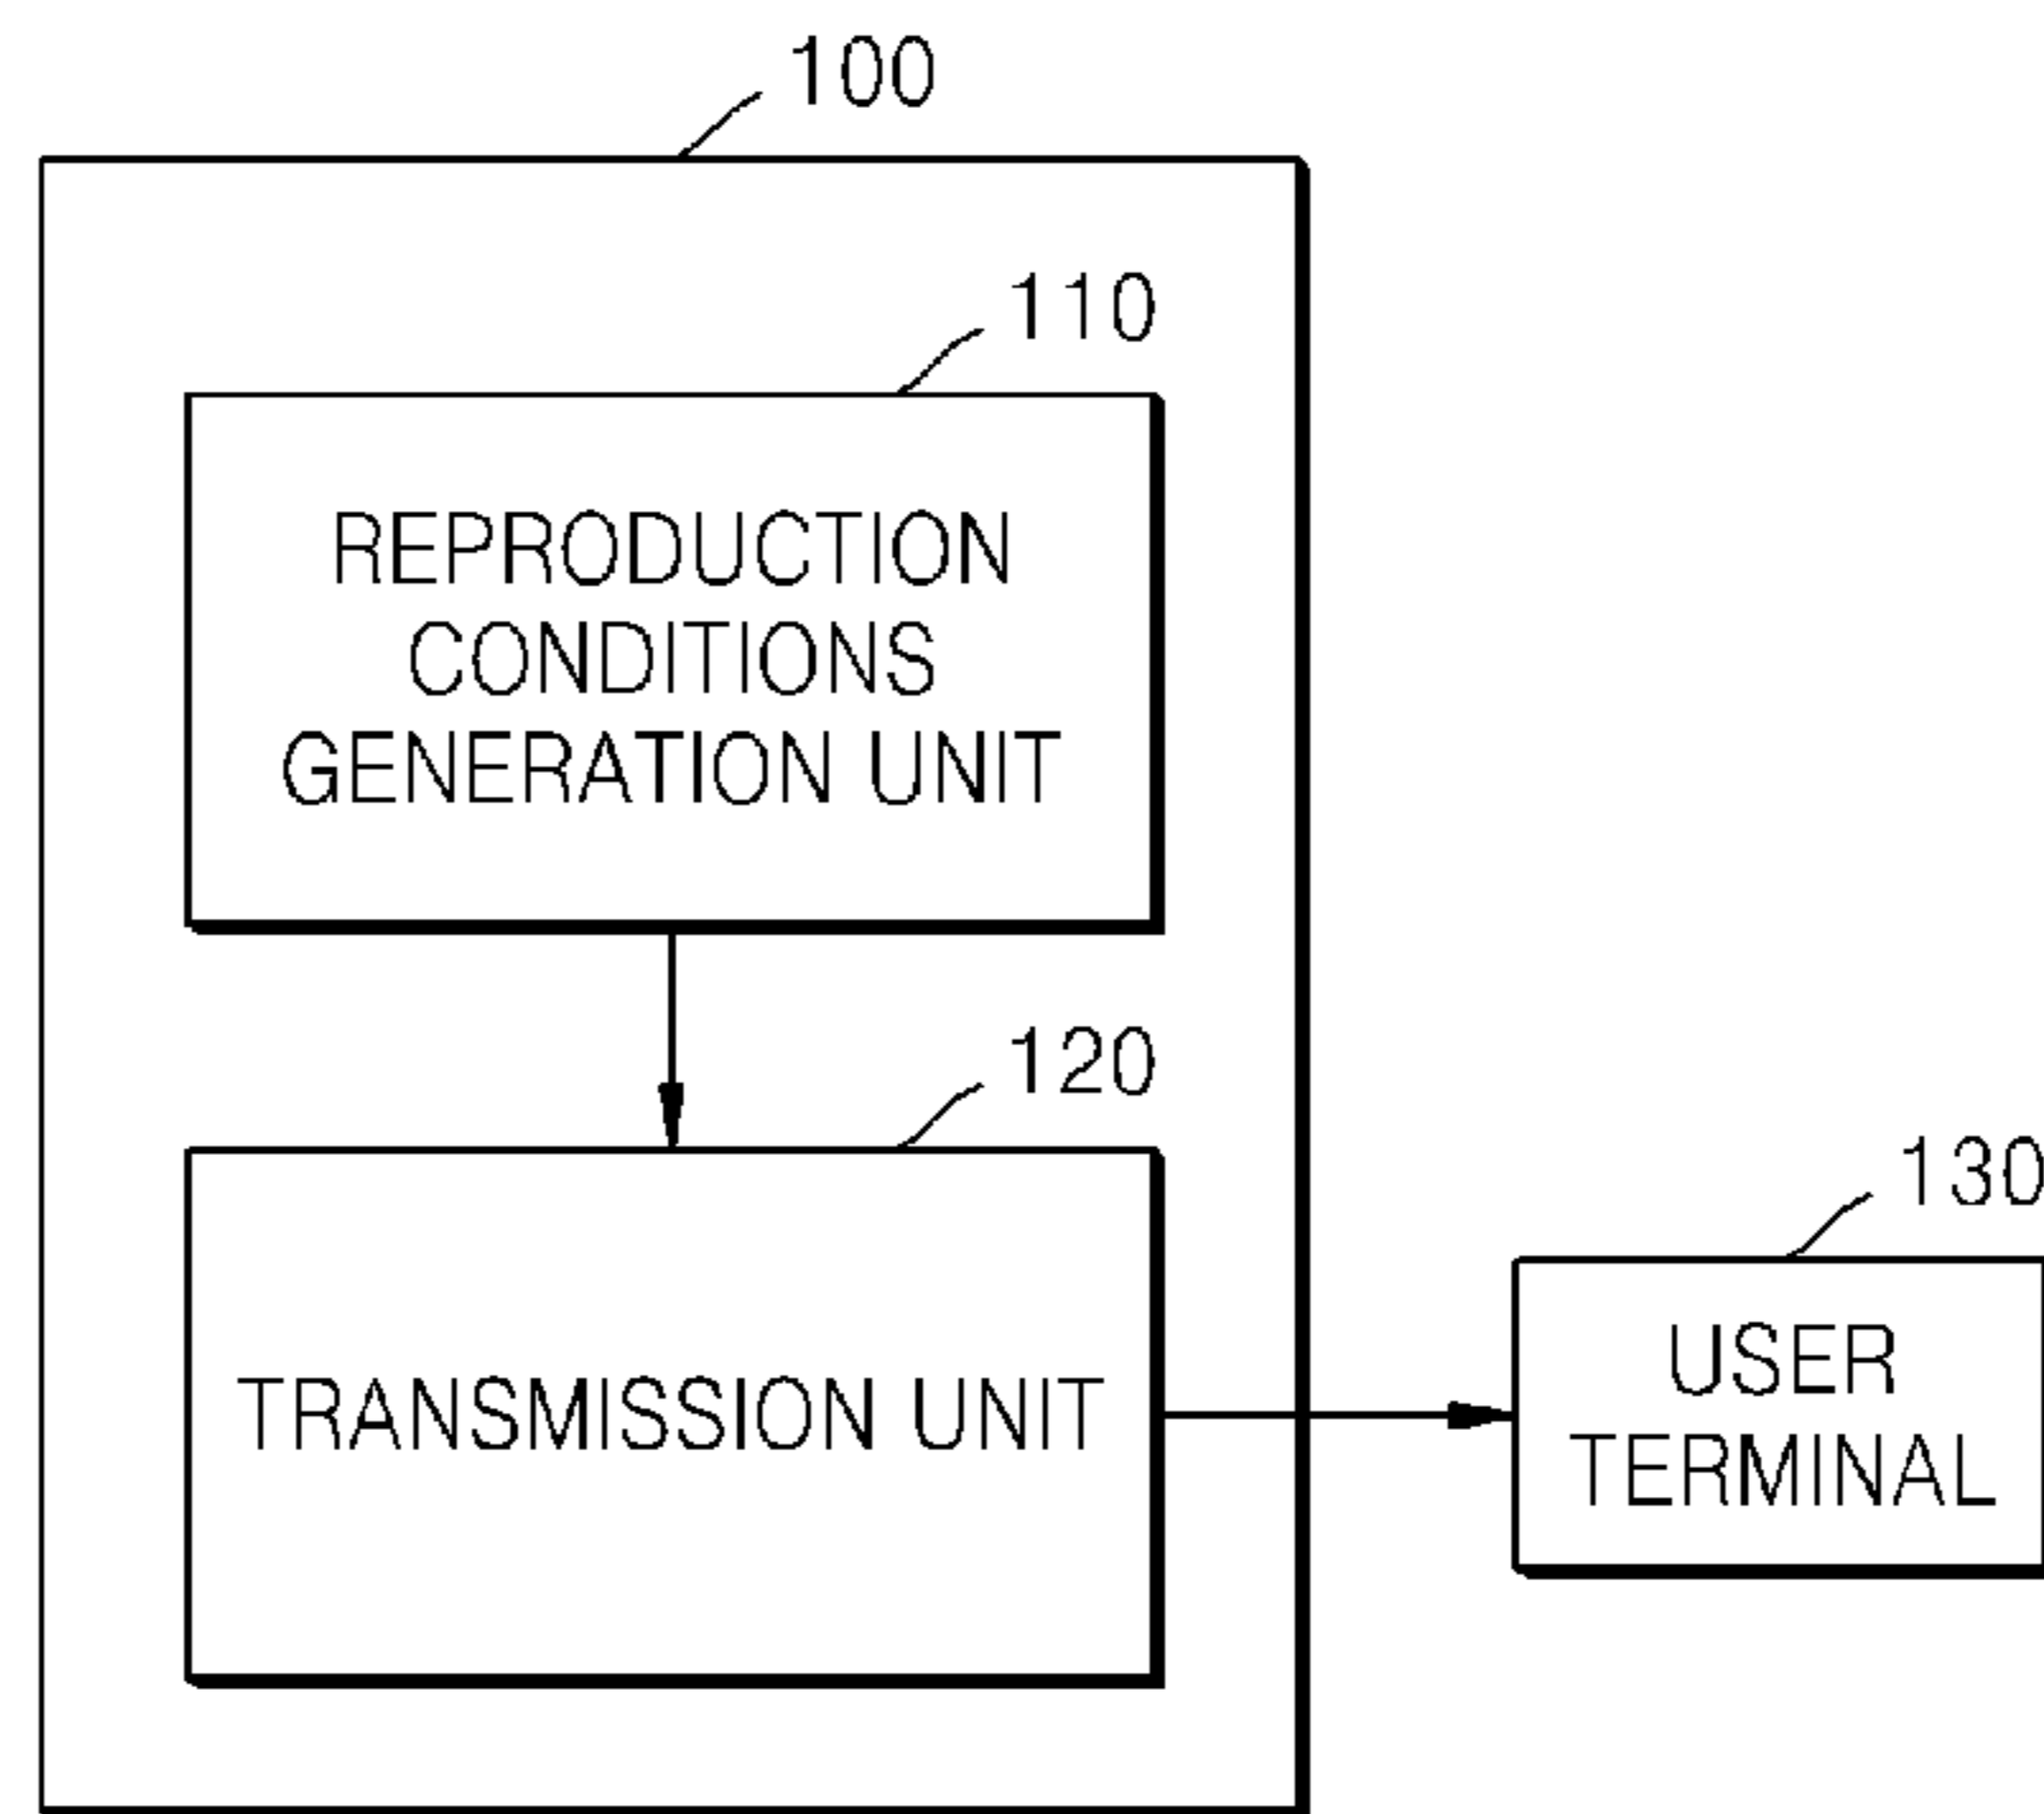 100
110
REPRODUCTION
CONDITIONS
GENERATION UNIT
120
TRANSMISSION UNIT
130
USER
TERMINAL